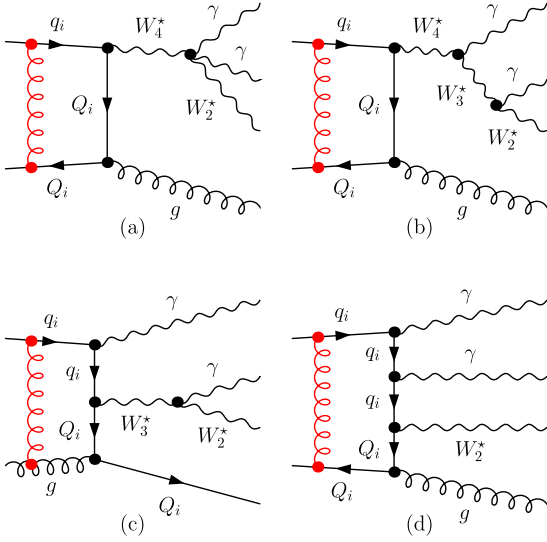 q_i W_4^⋆ γ γ Q_i W_2^⋆ Q_i g
(a)
q_i W_4^⋆ γ γ W_3^⋆ Q_i W_2^⋆ Q_i g
(b)
q_i γ q_i γ W_3^⋆ Q_i W_2^⋆ g Q_i
(c)
q_i γ q_i γ q_i Q_i W_2^⋆ Q_i g
(d)